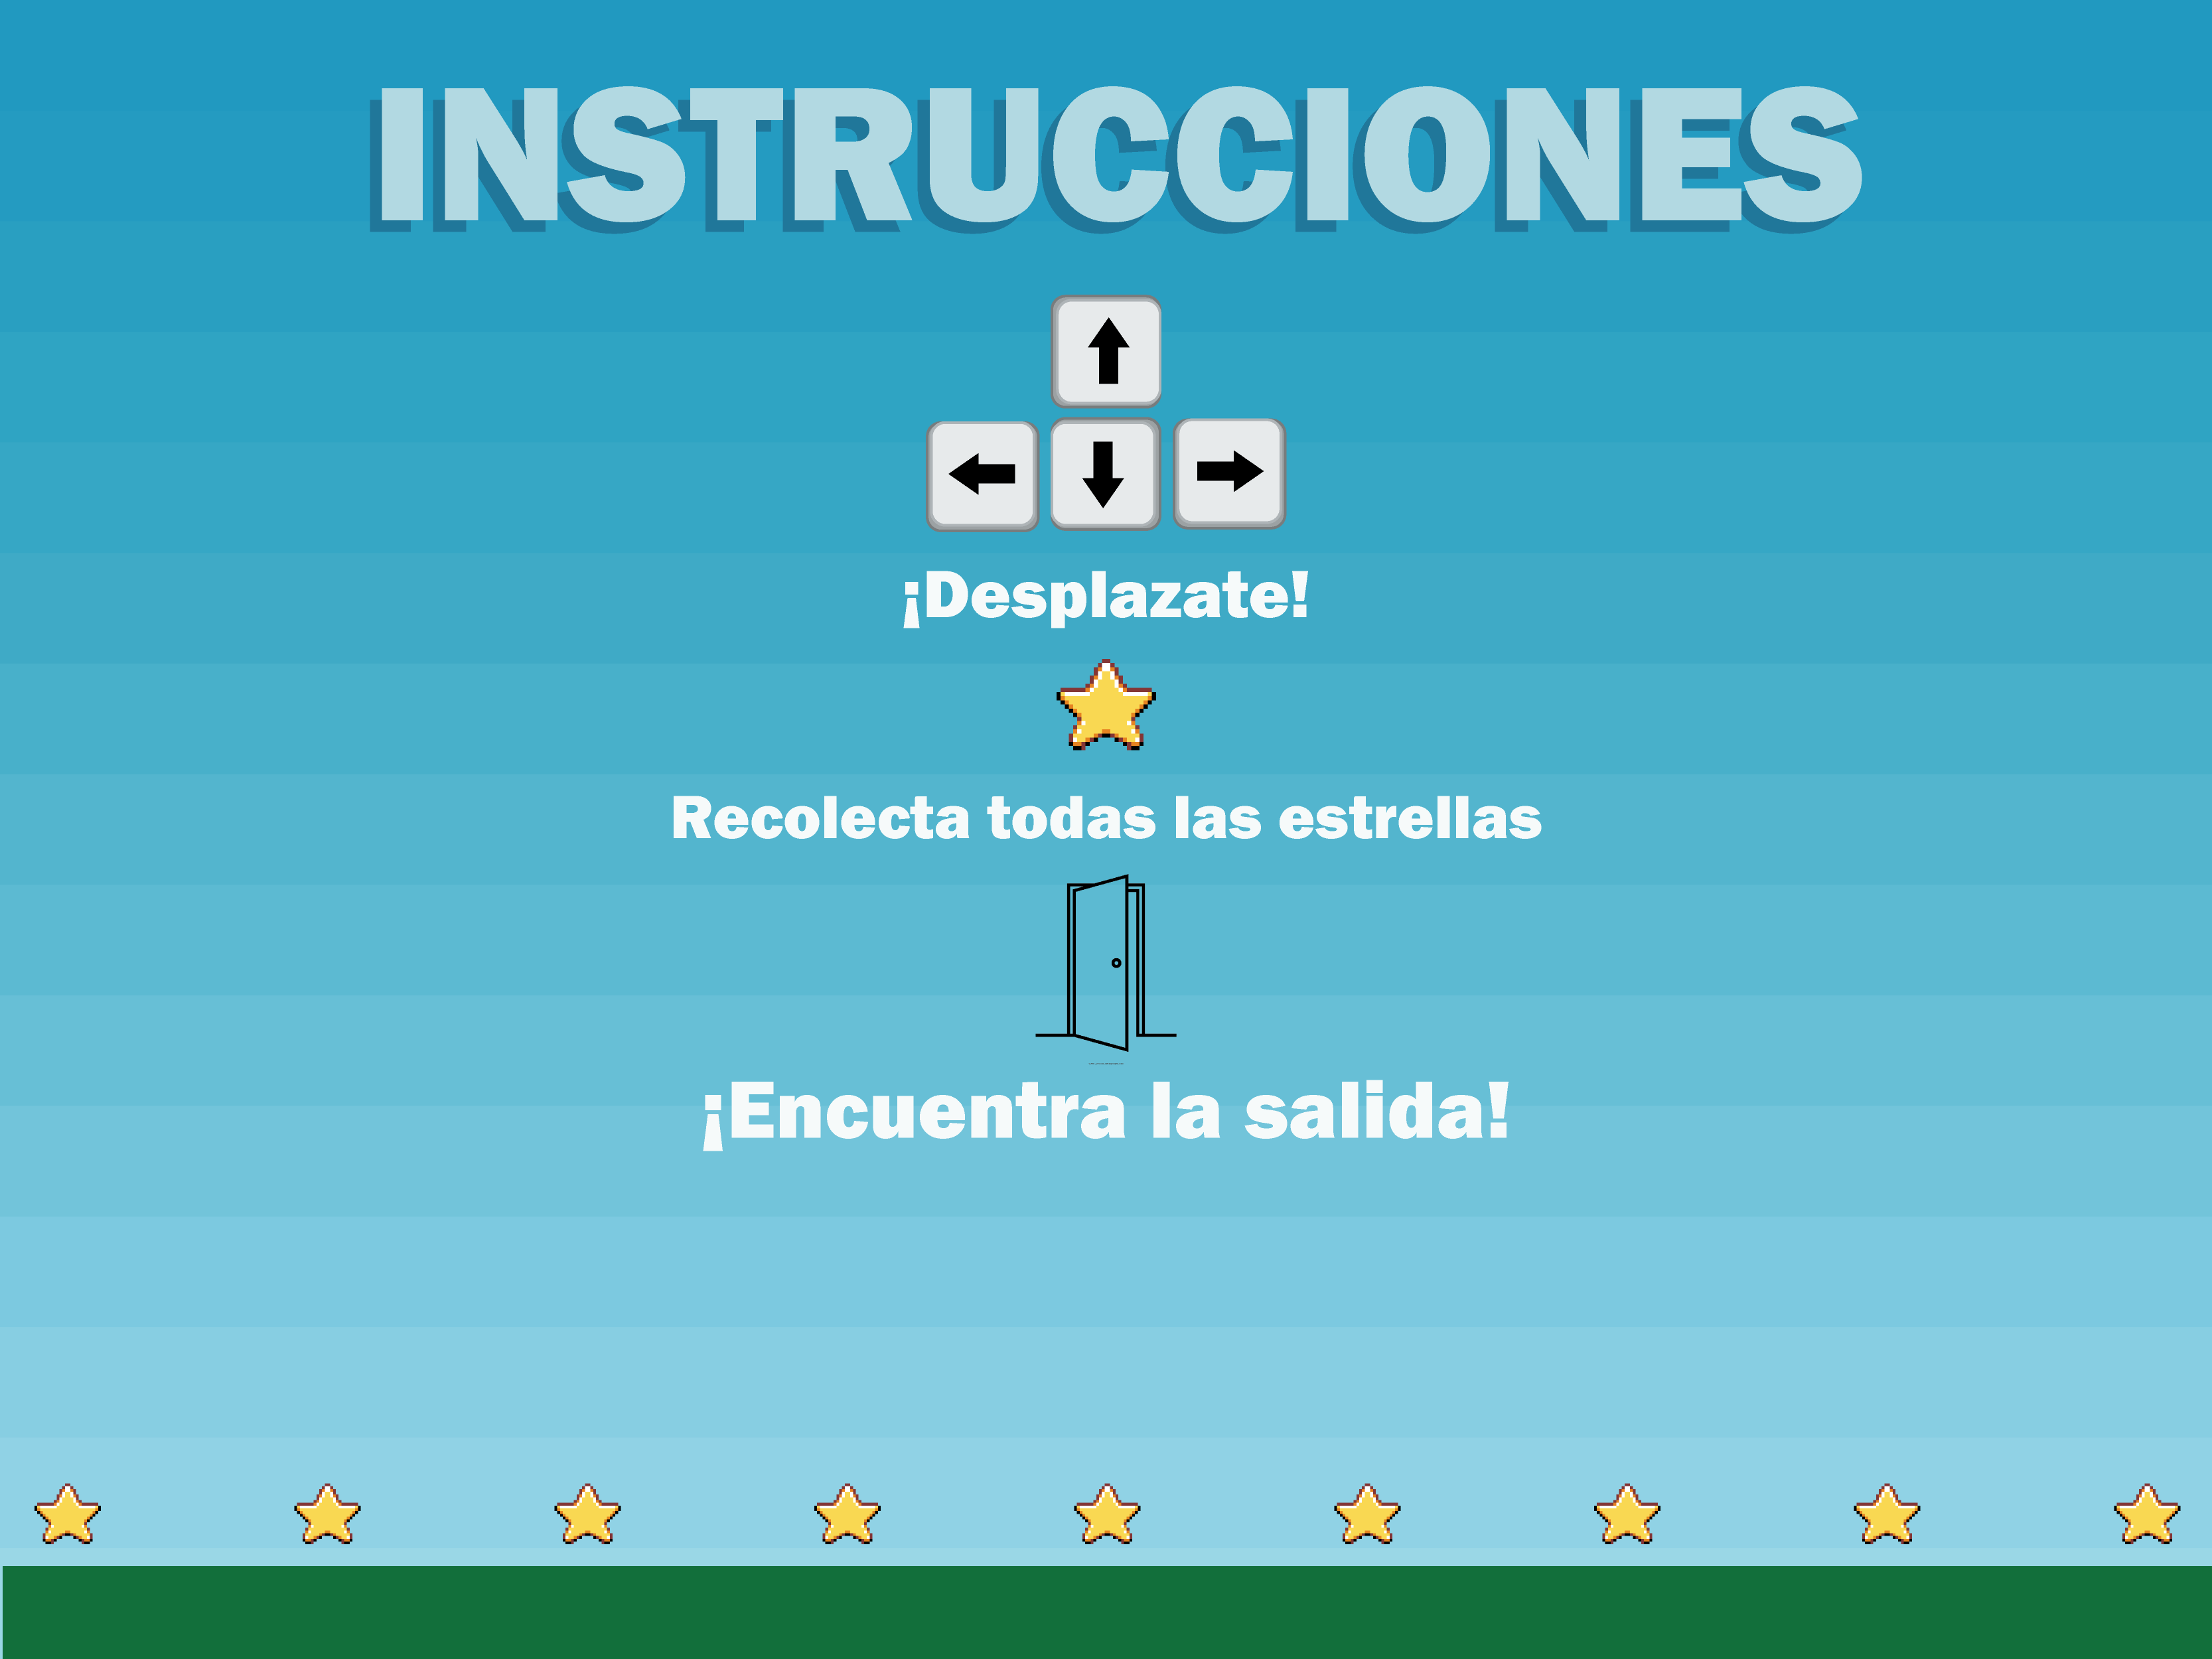 INSTRUCCIONES
¡Desplazate!
Recolecta todas las estrellas
¡Encuentra la salida!